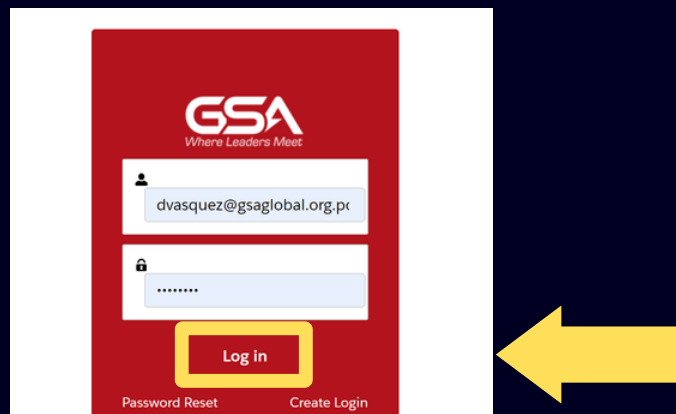 GSA
Where Leaders Meet
dvasquez@gsaglobal.org.pc
••••••••
Log in
Password Reset Create Login